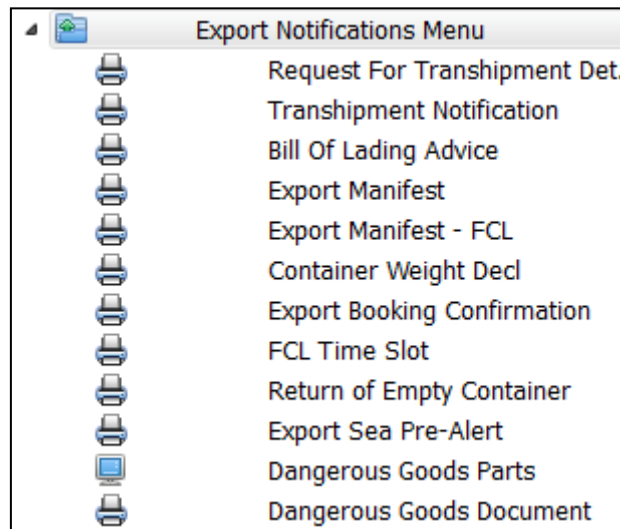 Export Notifications Menu
Request For Transhipment Det.
Transhipment Notification
Bill Of Lading Advice
Export Manifest
Export Manifest - FCL
Container Weight Decl
Export Booking Confirmation
FCL Time Slot
Return of Empty Container
Export Sea Pre-Alert
Dangerous Goods Parts
Dangerous Goods Document